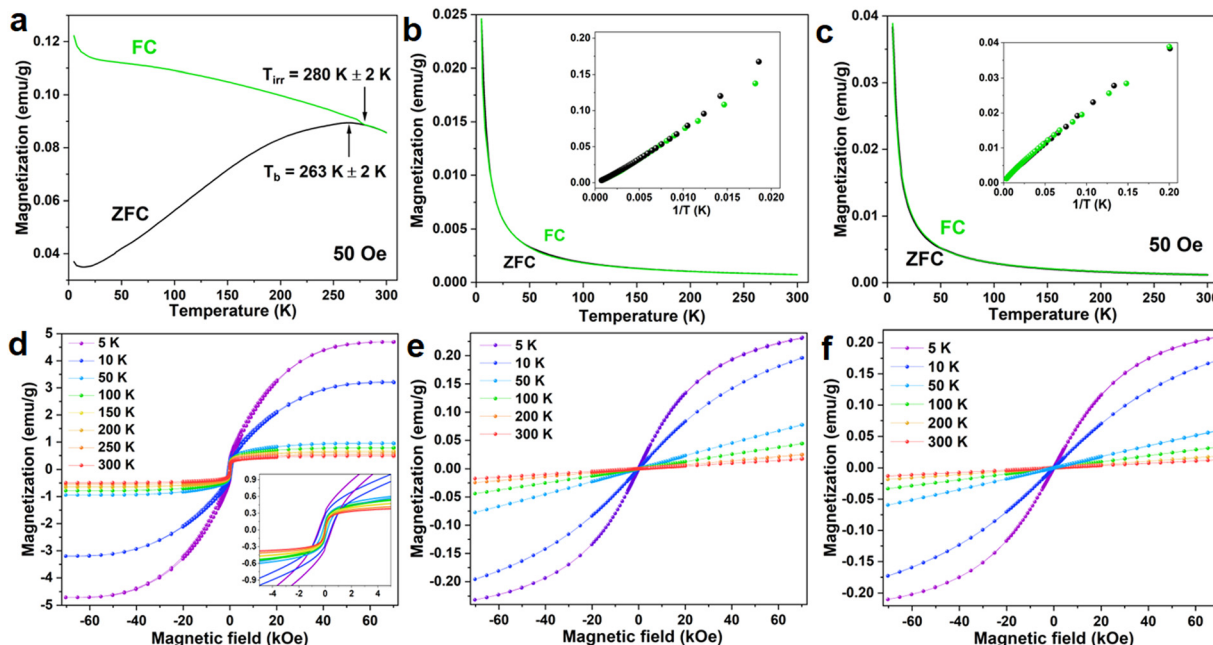 a
FC
T_irr = 280 K ± 2 K
T_b = 263 K ± 2 K
ZFC
50 Oe
Magnetization (emu/g)
0.12
0.10
0.08
0.06
0.04
0 50 100 150 200 250 300
Temperature (K)
b
Magnetization (emu/g)
0.025
0.020
0.015
0.010
0.005
0.000
FC
ZFC
0 50 100 150 200 250 300
Temperature (K)
Magnetization (emu/g)
0.20
0.15
0.10
0.05
0.00
0.000 0.005 0.010 0.015 0.020
1/T (K)
c
50 Oe
Magnetization (emu/g)
0.04
0.03
0.02
0.01
0.00
FC
ZFC
50 Oe
0 50 100 150 200 250 300
Temperature (K)
Magnetization (emu/g)
0.04
0.03
0.02
0.01
0.00
0.00 0.05 0.10 0.15 0.20
1/T (K)
d
5 K
10 K
50 K
100 K
150 K
200 K
250 K
300 K
Magnetization (emu/g)
5
4
3
2
1
0
-1
-2
-3
-4
-5
-60 -40 -20 0 20 40 60
Magnetic field (kOe)
0.9
0.6
0.3
0.0
-0.3
-0.6
-0.9
-4 -2 0 2 4
e
5 K
10 K
50 K
100 K
200 K
300 K
Magnetization (emu/g)
0.20
0.15
0.10
0.05
0.00
-0.05
-0.10
-0.15
-0.20
-60 -40 -20 0 20 40 60
Magnetic field (kOe)
f
5 K
10 K
50 K
100 K
200 K
300 K
Magnetization (emu/g)
0.20
0.15
0.10
0.05
0.00
-0.05
-0.10
-0.15
-0.20
-60 -40 -20 0 20 40 60
Magnetic field (kOe)